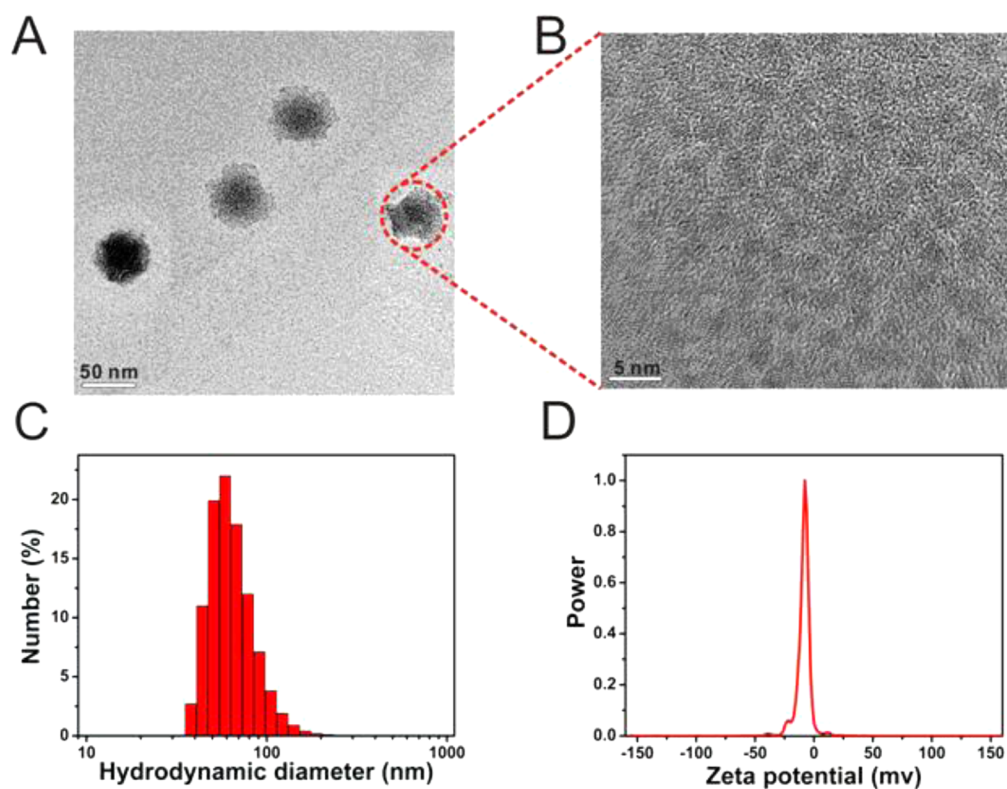 A
B
50 nm
5 nm
C
D
Number (%)
20
15
10
5
0
10
100
1000
Hydrodynamic diameter (nm)
Power
1.0
0.8
0.6
0.4
0.2
0.0
-150 -100 -50 0 50 100 150
Zeta potential (mv)